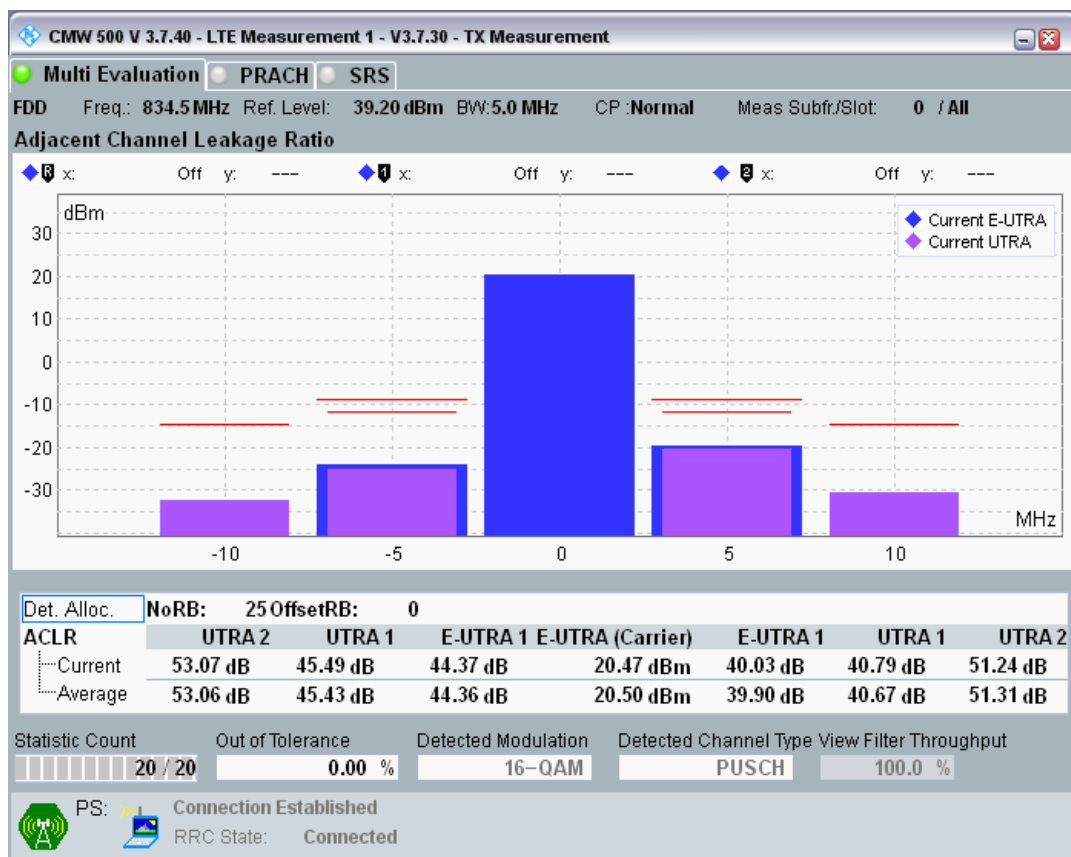 CMW 500 V 3.7.40 - LTE Measurement 1 - V3.7.30 - TX Measurement
Multi Evaluation PRACH SRS
FDD Freq.: 834.5 MHz Ref. Level: 39.20 dBm BW:5.0 MHz CP :Normal Meas Subfr./Slot: 0 / All
Adjacent Channel Leakage Ratio
R x: Off y: --- 1 x: Off y: --- 2 x: Off y: ---
dBm
Current E-UTRA
Current UTRA
30
20
10
0
-10
-20
-30
MHz
-10 -5 0 5 10
Det. Alloc. NoRB: 25 OffsetRB: 0
ACLR UTRA 2 UTRA 1 E-UTRA 1 E-UTRA (Carrier) E-UTRA 1 UTRA 1 UTRA 2
Current 53.07 dB 45.49 dB 44.37 dB 20.47 dBm 40.03 dB 40.79 dB 51.24 dB
Average 53.06 dB 45.43 dB 44.36 dB 20.50 dBm 39.90 dB 40.67 dB 51.31 dB
Statistic Count Out of Tolerance Detected Modulation Detected Channel Type View Filter Throughput
20 / 20 0.00 % 16-QAM PUSCH 100.0 %
PS: Connection Established
RRC State: Connected